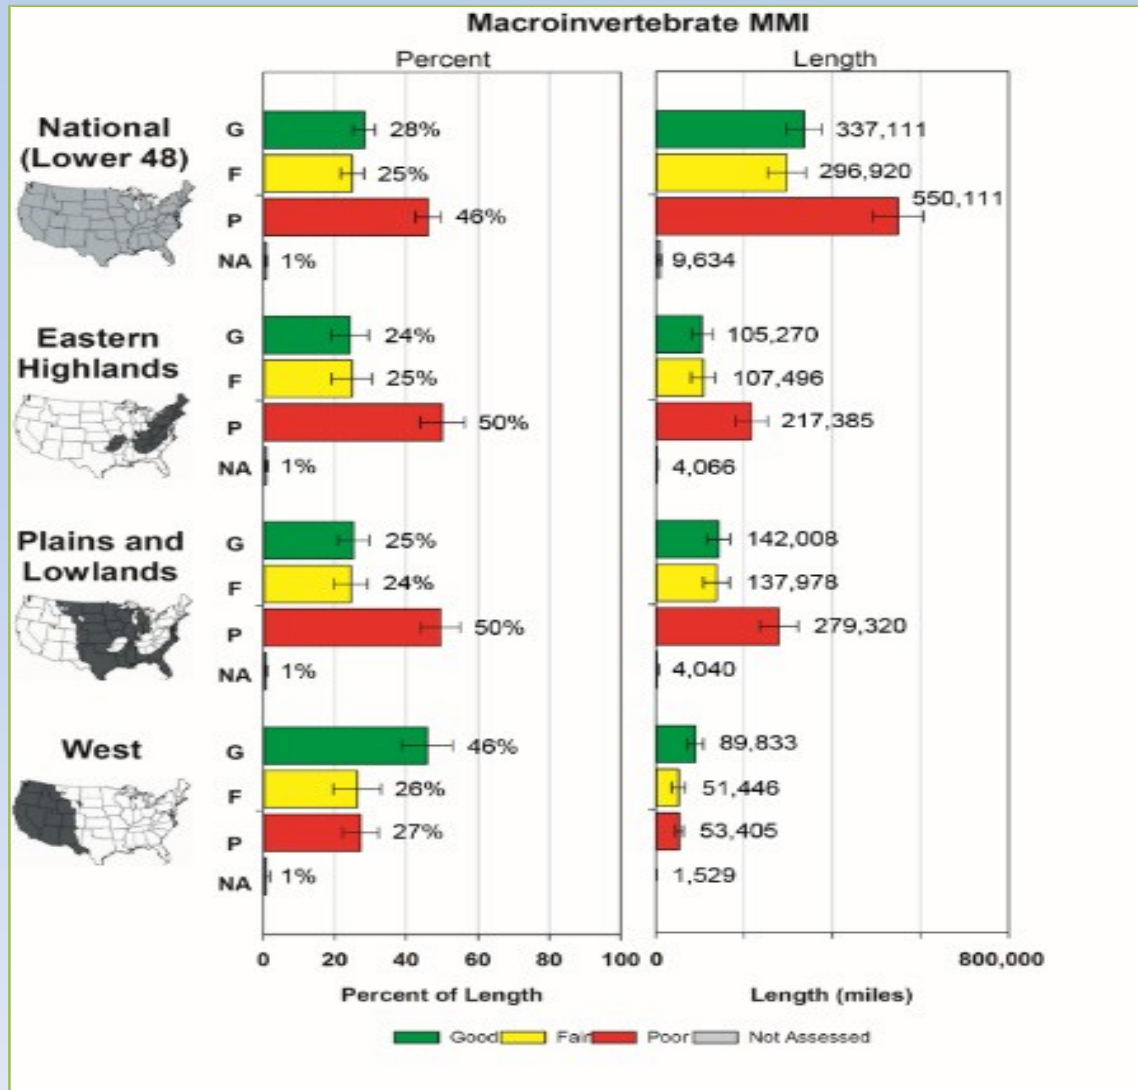 Macroinvertebrate MMI
Percent Length
National
(Lower 48)
G 28% 337,111
F 25% 296,920
P 46% 550,111
NA 1% 9,634
Eastern
Highlands
G 24% 105,270
F 25% 107,496
P 50% 217,385
NA 1% 4,066
Plains and
Lowlands
G 25% 142,008
F 24% 137,978
P 50% 279,320
NA 1% 4,040
West
G 46% 89,833
F 26% 51,446
P 27% 53,405
NA 1% 1,529
0 20 40 60 80 100 0 800,000
Percent of Length Length (miles)
Good Fair Poor Not Assessed